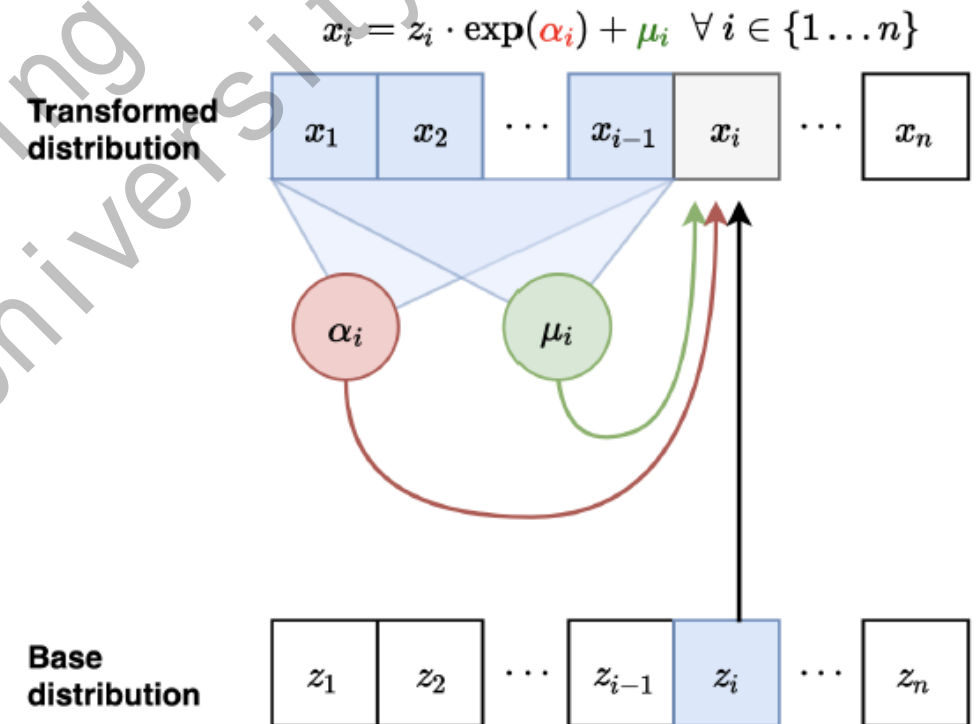 x_i = z_i · exp(α_i) + μ_i ∀ i ∈ {1 … n}
Transformed
distribution
x_1 x_2 … x_{i−1} x_i … x_n
α_i μ_i
Base
distribution
z_1 z_2 … z_{i−1} z_i … z_n